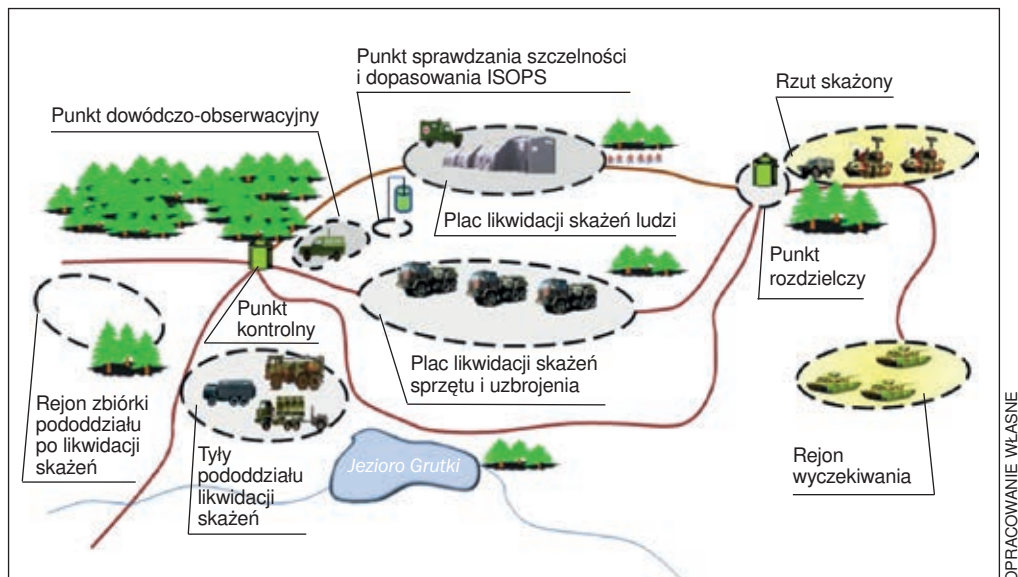 Punkt sprawdzania szczelności
i dopasowania ISOPS
Rzut skażony
Punkt dowódczo-obserwacyjny
Plac likwidacji skażeń ludzi
Punkt
rozdzielczy
Punkt
kontrolny
Plac likwidacji skażeń
sprzętu i uzbrojenia
Rejon zbiórki
pododdziału
po likwidacji
skażeń
Tyły
pododdziału
likwidacji
skażeń
Jezioro Grutki
Rejon
wyczekiwania
OPRACOWANIE WŁASNE